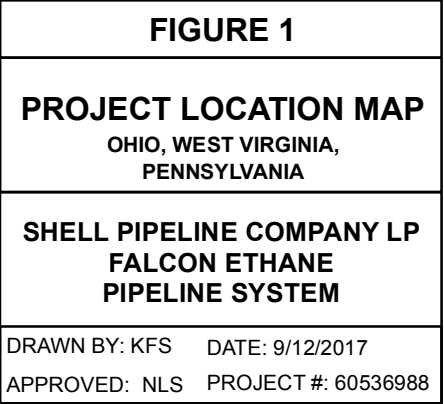 FIGURE 1
PROJECT LOCATION MAP
OHIO, WEST VIRGINIA,
PENNSYLVANIA
SHELL PIPELINE COMPANY LP
FALCON ETHANE
PIPELINE SYSTEM
DRAWN BY: KFS DATE: 9/12/2017
APPROVED: NLS PROJECT #: 60536988